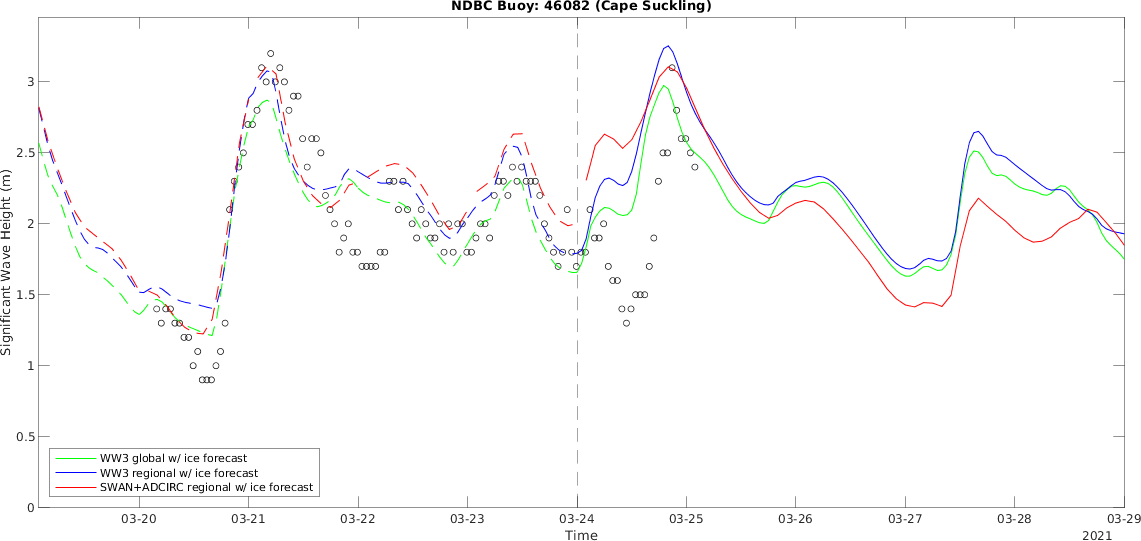 NDBC Buoy: 46082 (Cape Suckling)
Significant Wave Height (m)
3
2.5
2
1.5
1
0.5
0
WW3 global w/ ice forecast
WW3 regional w/ ice forecast
SWAN+ADCIRC regional w/ ice forecast
03-20 03-21 03-22 03-23 03-24 03-25 03-26 03-27 03-28 03-29
Time
2021